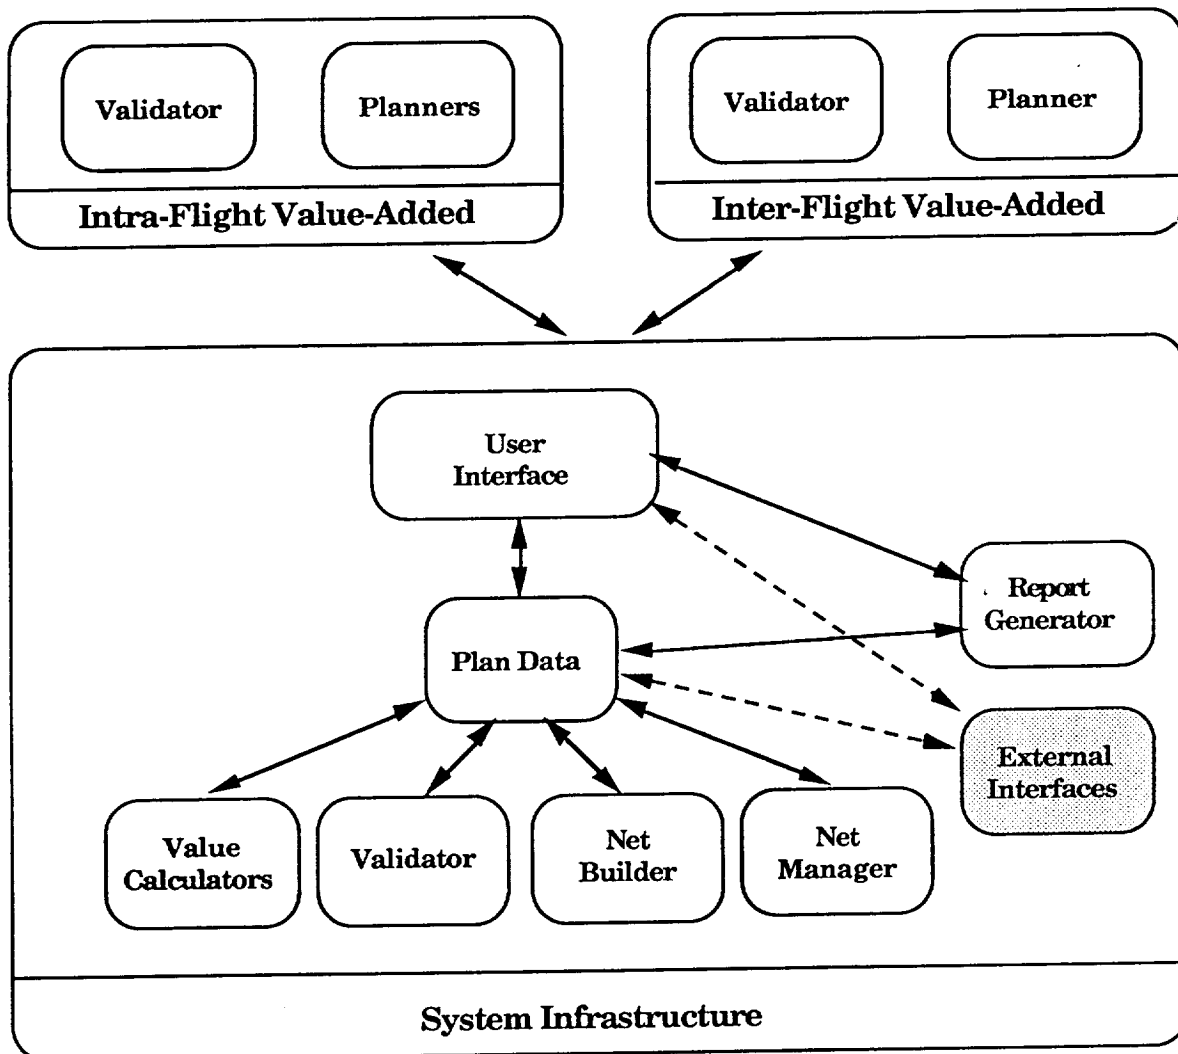 Validator
Planners
Intra-Flight Value-Added
Validator
Planner
Inter-Flight Value-Added
User
Interface
Report
Generator
Plan Data
External
Interfaces
Value
Calculators
Validator
Net
Builder
Net
Manager
System Infrastructure